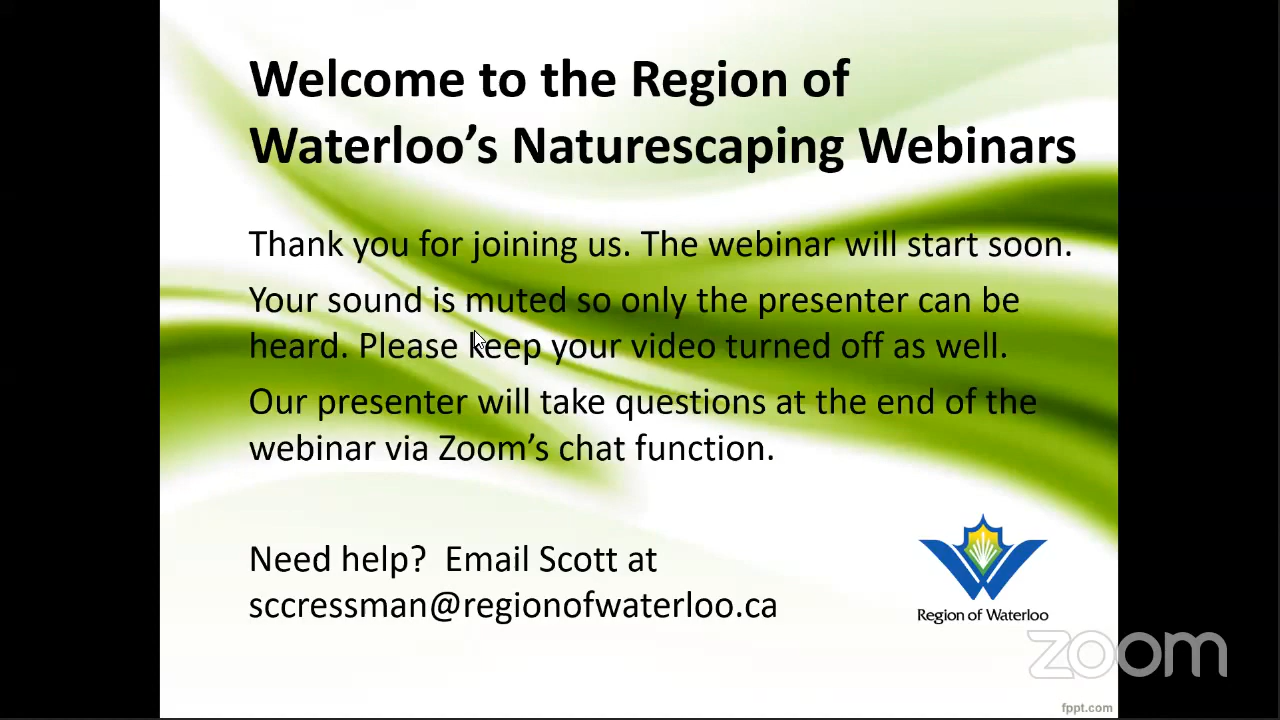 Welcome to the Region of
Waterloo’s Naturescaping Webinars
Thank you for joining us. The webinar will start soon.
Your sound is muted so only the presenter can be
heard. Please keep your video turned off as well.
Our presenter will take questions at the end of the
webinar via Zoom’s chat function.
Need help?  Email Scott at
sccressman@regionofwaterloo.ca
Region of Waterloo
zoom
fppt.com